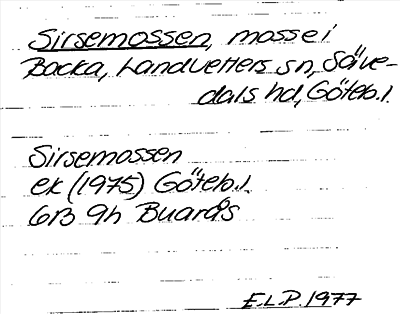 Sirsemossen, mosse i
Backa, Landvetters sn, Säve-
dals hd, Göteb. l.
Sirsemossen
ek (1975) Göteb. l.
6B 9h Buarås
E.L.P. 1977